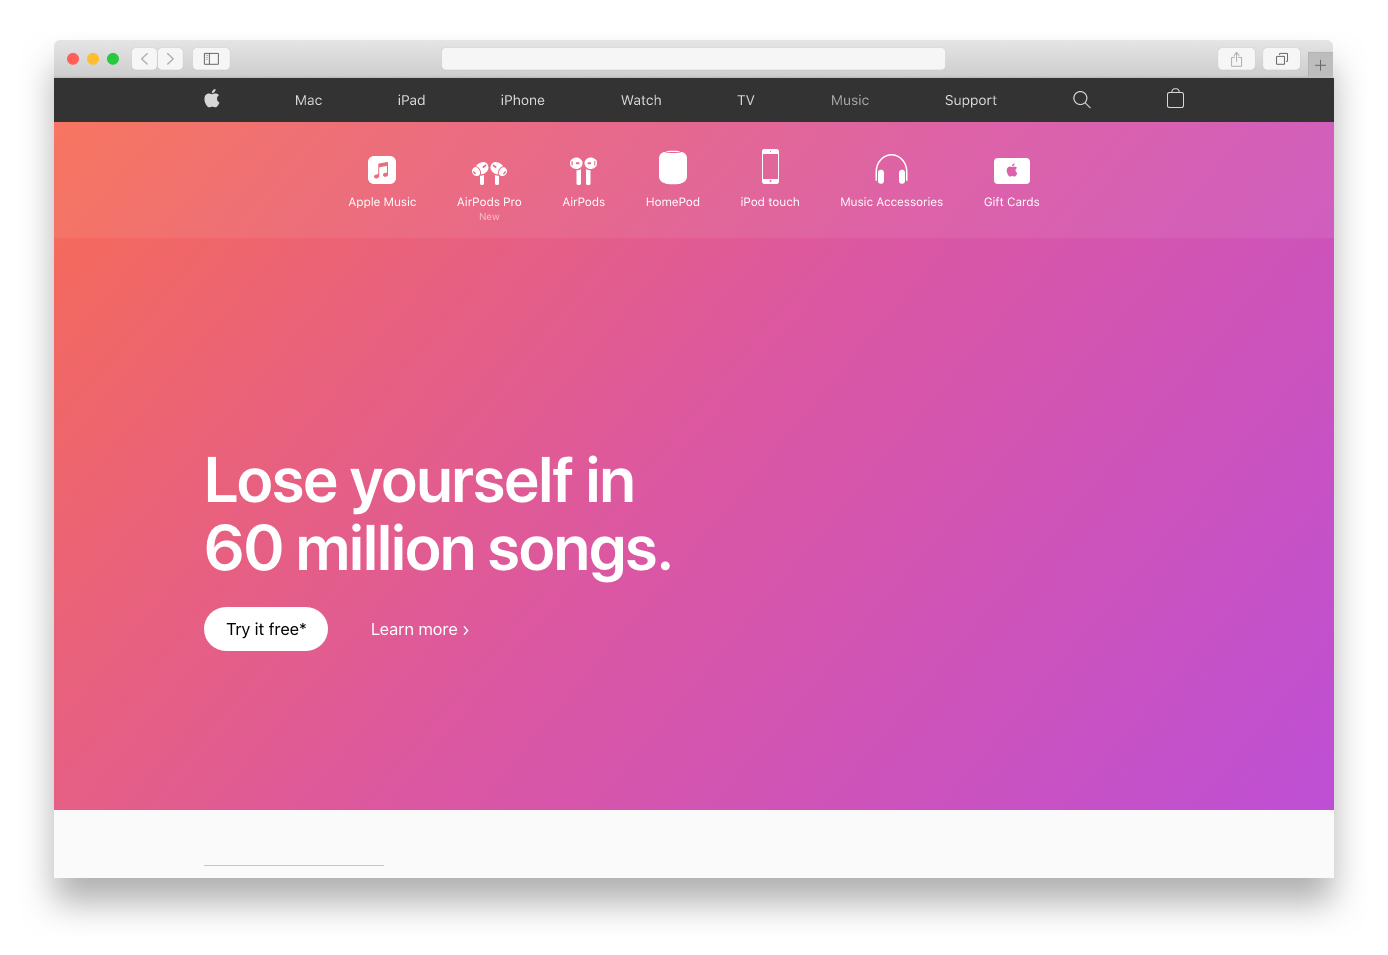 Mac
iPad
iPhone
Watch
TV
Music
Support
Apple Music
AirPods Pro
New
AirPods
HomePod
iPod touch
Music Accessories
Gift Cards
Lose yourself in
60 million songs.
Try it free*
Learn more ›